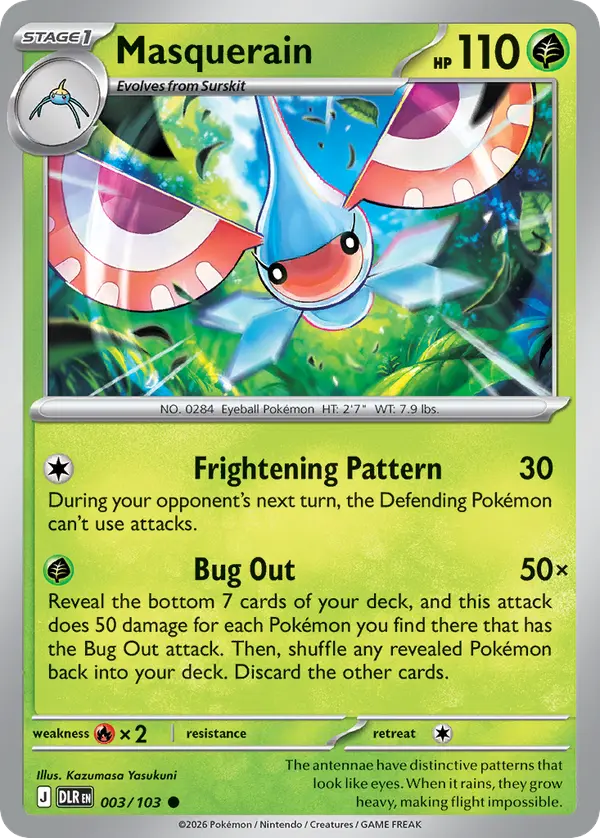 STAGE 1
Masquerain
HP 110
Evolves from Surskit
NO. 0284 Eyeball Pokémon HT: 2'7" WT: 7.9 lbs.
Frightening Pattern 30
During your opponent's next turn, the Defending Pokémon
can't use attacks.
Bug Out 50×
Reveal the bottom 7 cards of your deck, and this attack
does 50 damage for each Pokémon you find there that has
the Bug Out attack. Then, shuffle any revealed Pokémon
back into your deck. Discard the other cards.
weakness × 2 resistance retreat
Illus. Kazumasa Yasukuni
J DLR EN 003/103
The antennae have distinctive patterns that
look like eyes. When it rains, they grow
heavy, making flight impossible.
©2026 Pokémon / Nintendo / Creatures / GAME FREAK